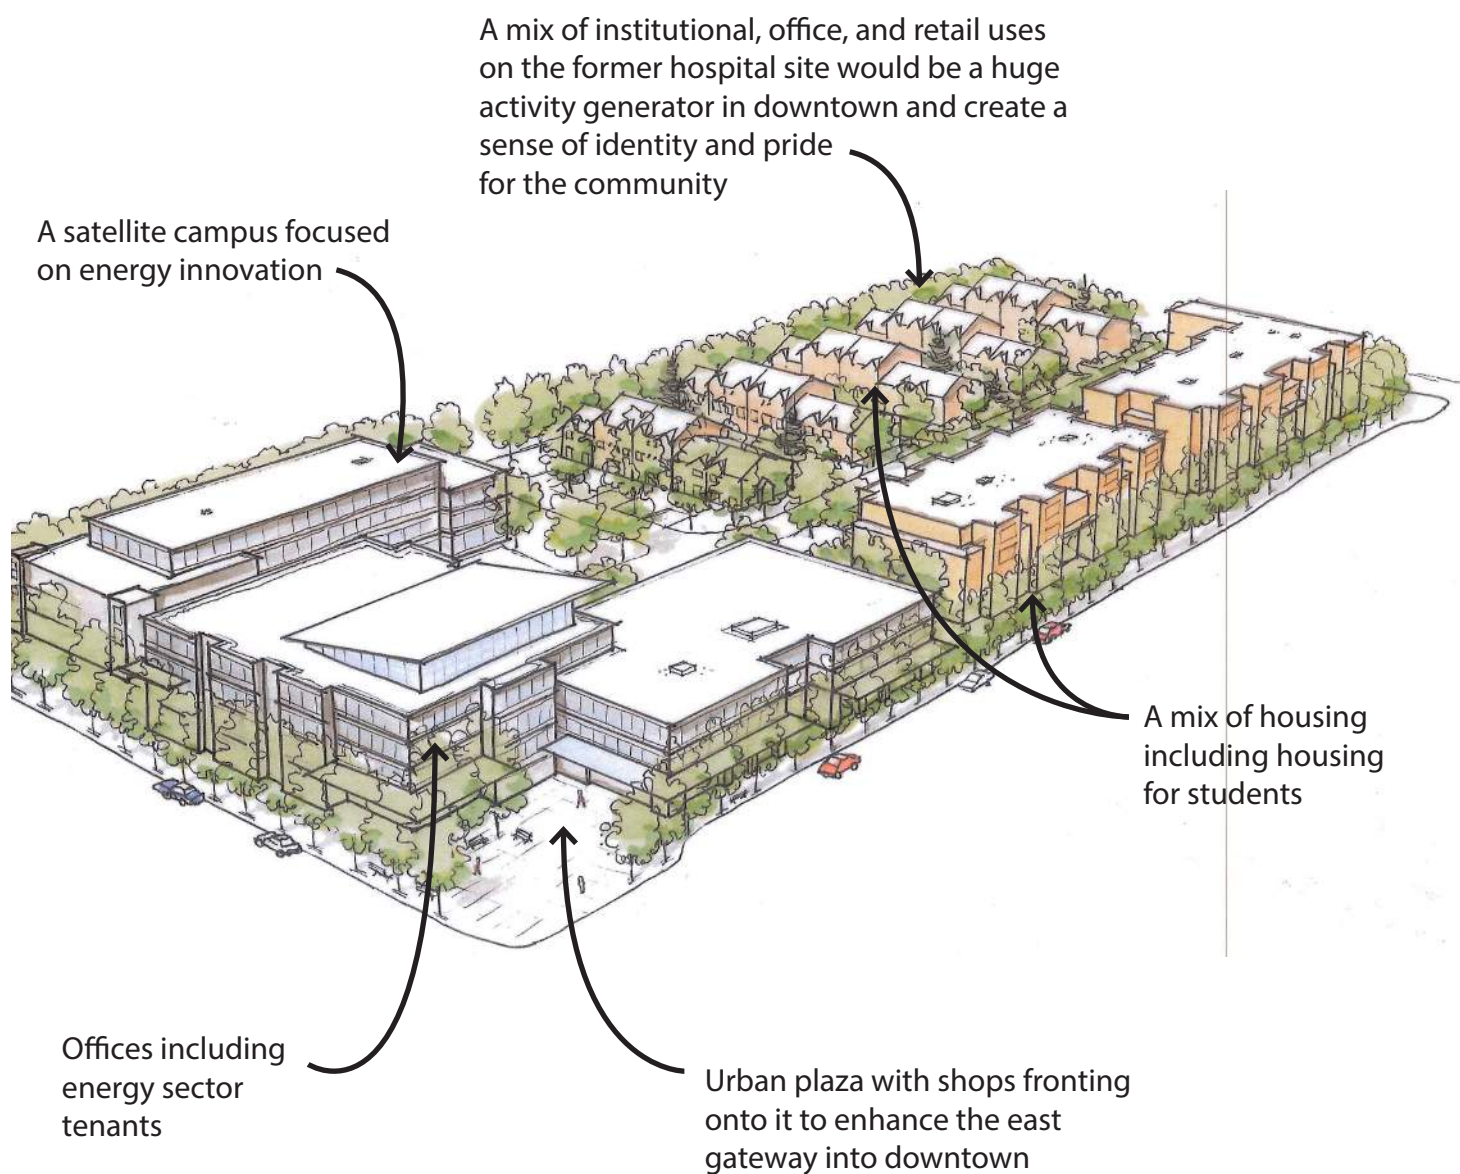 A mix of institutional, office, and retail uses
on the former hospital site would be a huge
activity generator in downtown and create a
sense of identity and pride
for the community
A satellite campus focused
on energy innovation
A mix of housing
including housing
for students
Offices including
energy sector
tenants
Urban plaza with shops fronting
onto it to enhance the east
gateway into downtown